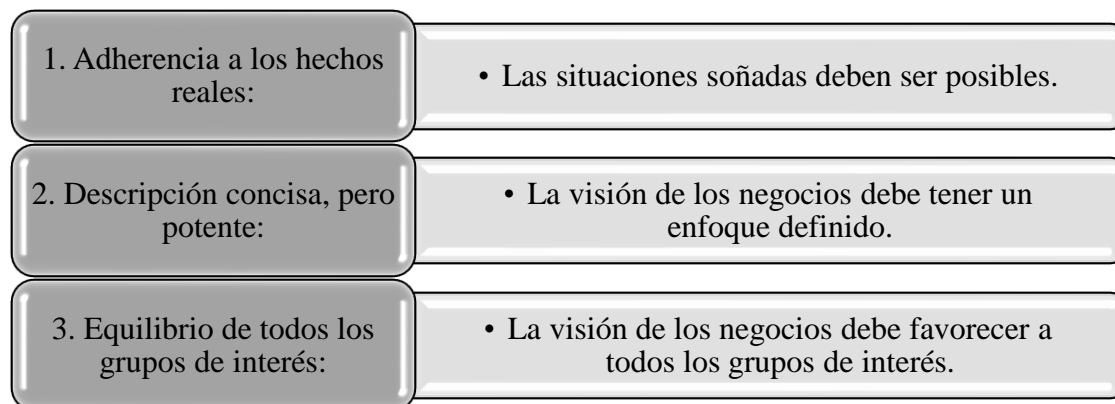 1. Adherencia a los hechos
reales:
• Las situaciones soñadas deben ser posibles.
2. Descripción concisa, pero
potente:
• La visión de los negocios debe tener un
enfoque definido.
3. Equilibrio de todos los
grupos de interés:
• La visión de los negocios debe favorecer a
todos los grupos de interés.